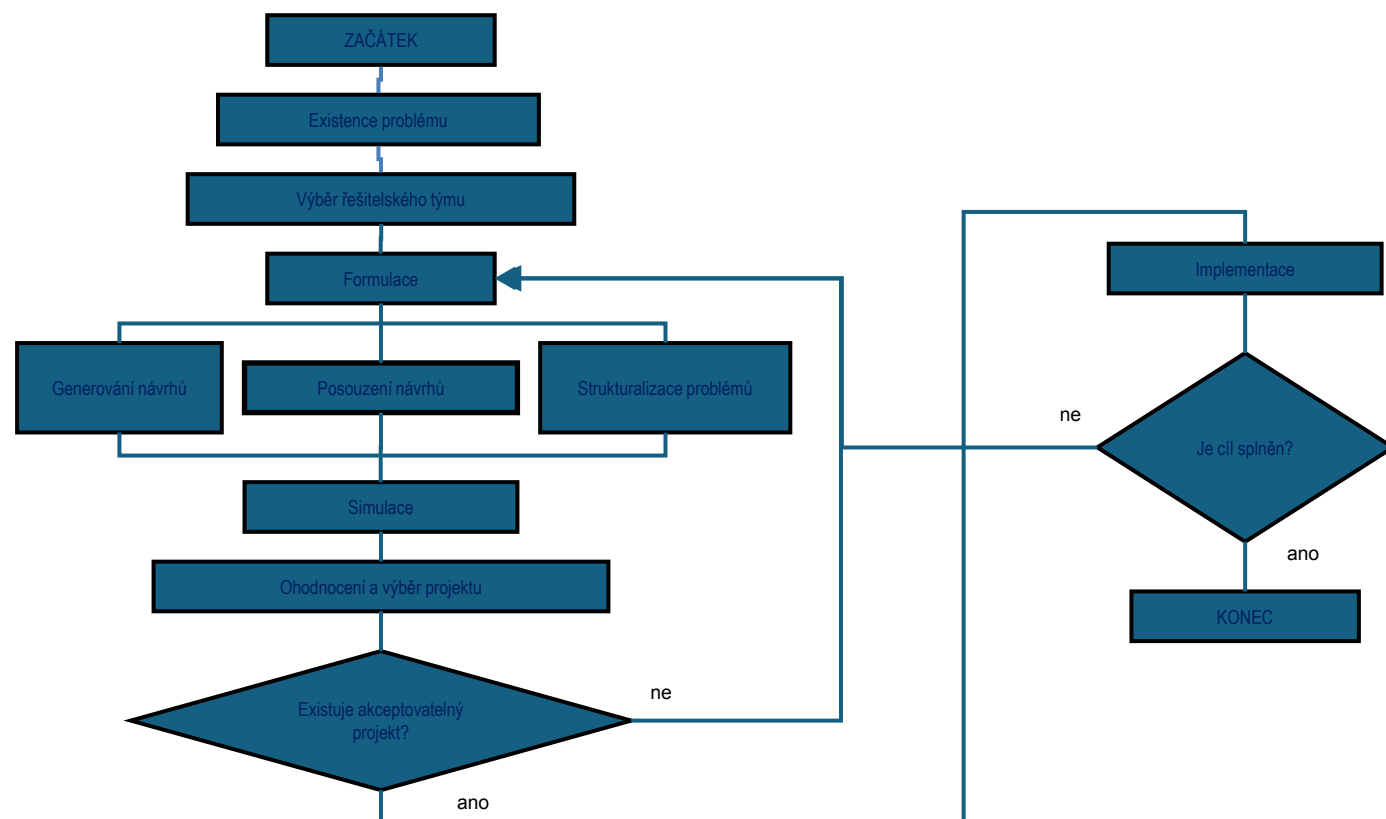 ZAČÁTEK
Existence problému
Výběr řešitelského týmu
Formulace
Generování návrhů
Posouzení návrhů
Strukturalizace problémů
Simulace
Ohodnocení a výběr projektu
Existuje akceptovatelný
projekt?
ne
ano
Implementace
Je cíl splněn?
ne
ano
KONEC